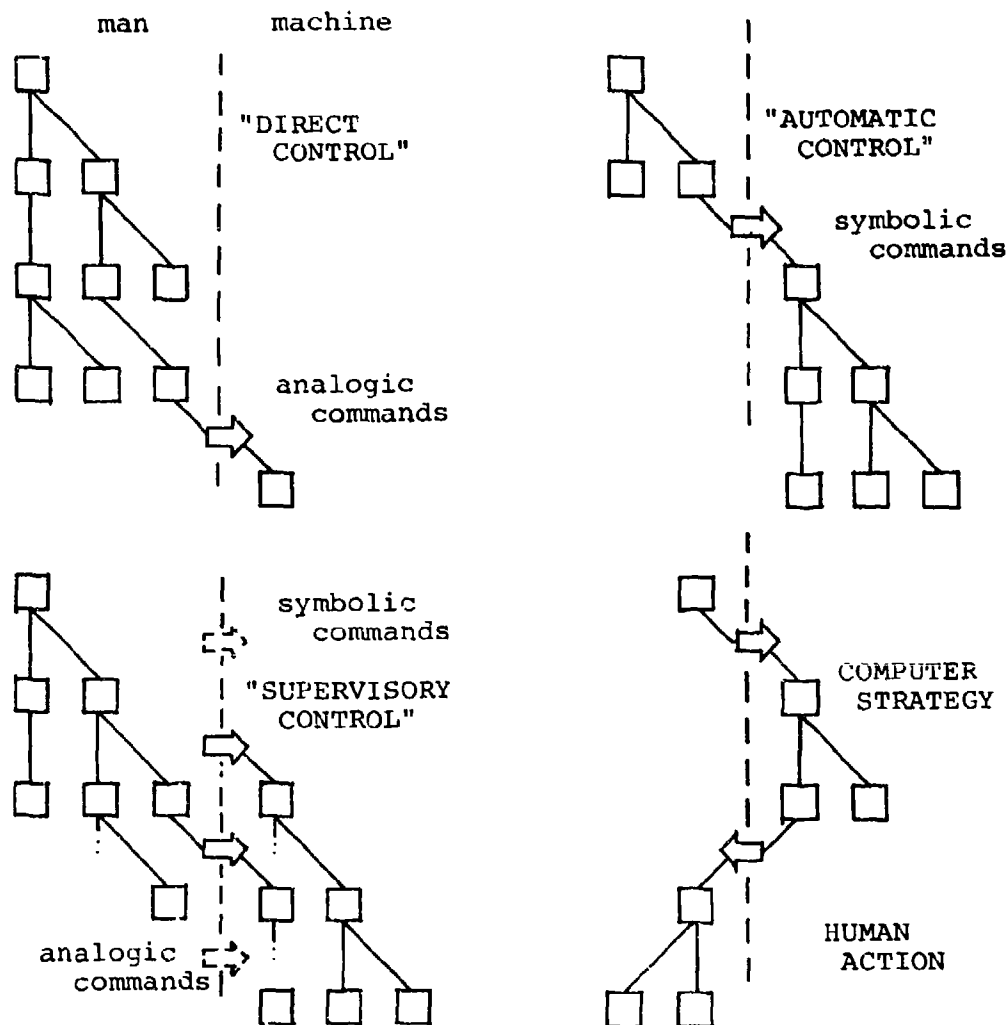 man
machine
"DIRECT
CONTROL"
analogic
commands
"AUTOMATIC
CONTROL"
symbolic
commands
symbolic
commands
"SUPERVISORY
CONTROL"
analogic
commands
COMPUTER
STRATEGY
HUMAN
ACTION